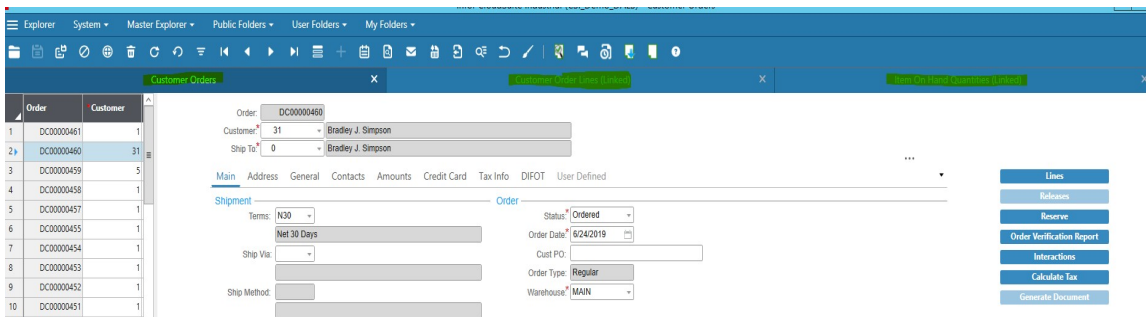 Explorer System Master Explorer Public Folders User Folders My Folders
Customer Orders X Customer Order Lines (Linked) X Item On Hand Quantities (Linked) X
Order *Customer
1 DC00000461 1
2 DC00000460 31
3 DC00000459 5
4 DC00000458 1
5 DC00000457 1
6 DC00000455 1
7 DC00000454 1
8 DC00000453 1
9 DC00000452 1
10 DC00000451 1
Order: DC00000460
Customer:* 31 Bradley J. Simpson
Ship To:* 0 Bradley J. Simpson
...
Main Address General Contacts Amounts Credit Card Tax Info DIFOT User Defined
Shipment
Terms: N30
Net 30 Days
Ship Via:
Ship Method:
Order
Status:* Ordered
Order Date:* 6/24/2019
Cust PO:
Order Type: Regular
Warehouse:* MAIN
Lines
Releases
Reserve
Order Verification Report
Interactions
Calculate Tax
Generate Document